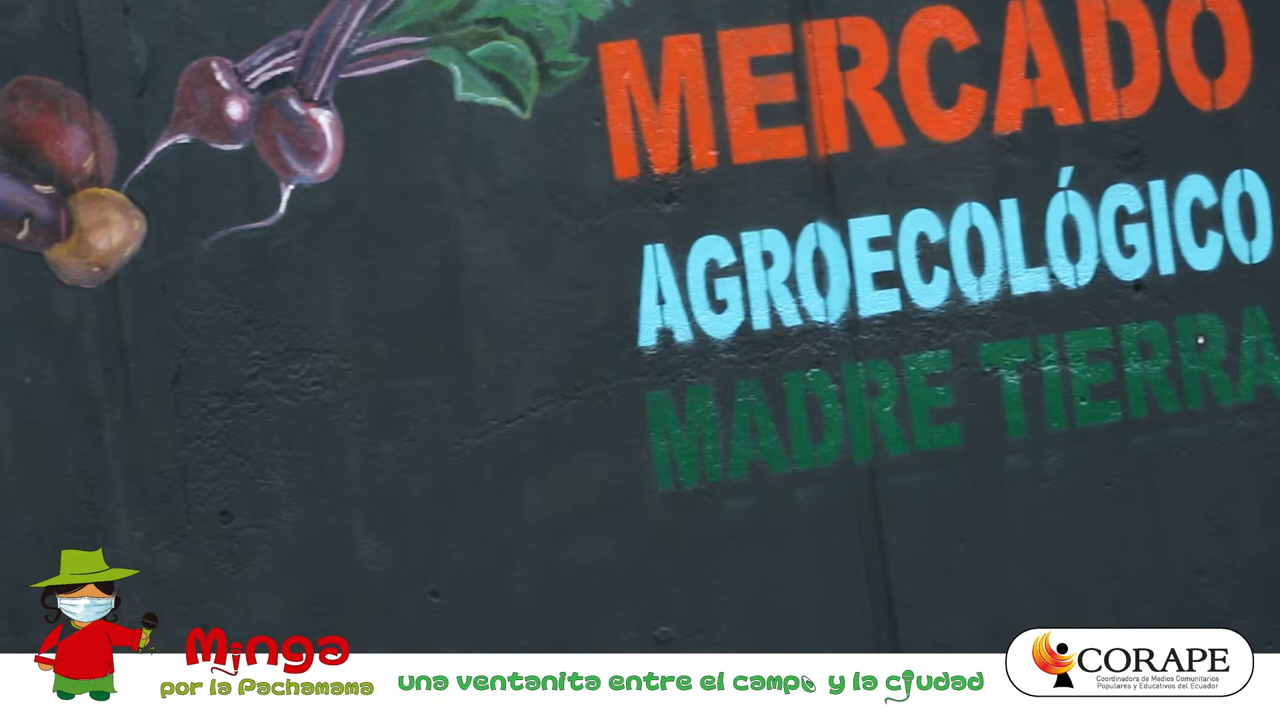 MERCADO
AGROECOLÓGICO
MADRE TIERRA
Minga
por la Pachamama
una ventanita entre el campo y la ciudad
CORAPE
Coordinadora de Medios Comunitarios
Populares y Educativos del Ecuador